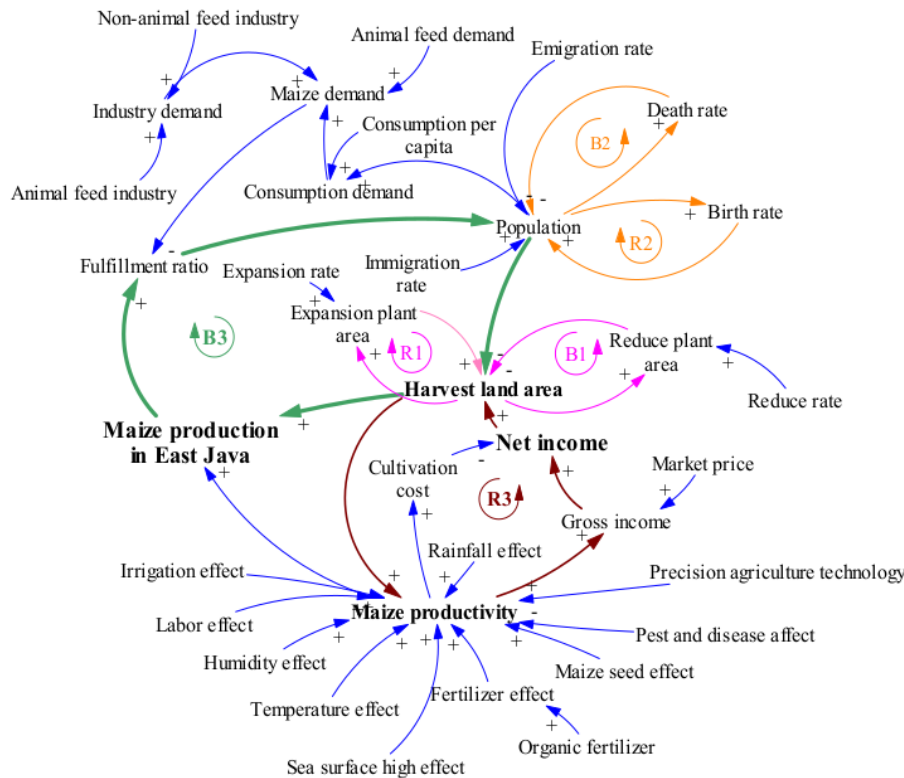 Non-animal feed industry
Animal feed demand
Emigration rate
Industry demand
Maize demand
Death rate
B2
Consumption per
capita
Animal feed industry
Consumption demand
Birth rate
Population
R2
Fulfillment ratio
Immigration
rate
Expansion rate
Expansion plant
area
B3
R1
B1
Reduce plant
area
Harvest land area
Reduce rate
Maize production
in East Java
Net income
Cultivation
cost
Market price
R3
Gross income
Rainfall effect
Irrigation effect
Precision agriculture technology
Labor effect
Maize productivity
Pest and disease affect
Humidity effect
Maize seed effect
Temperature effect
Fertilizer effect
Organic fertilizer
Sea surface high effect